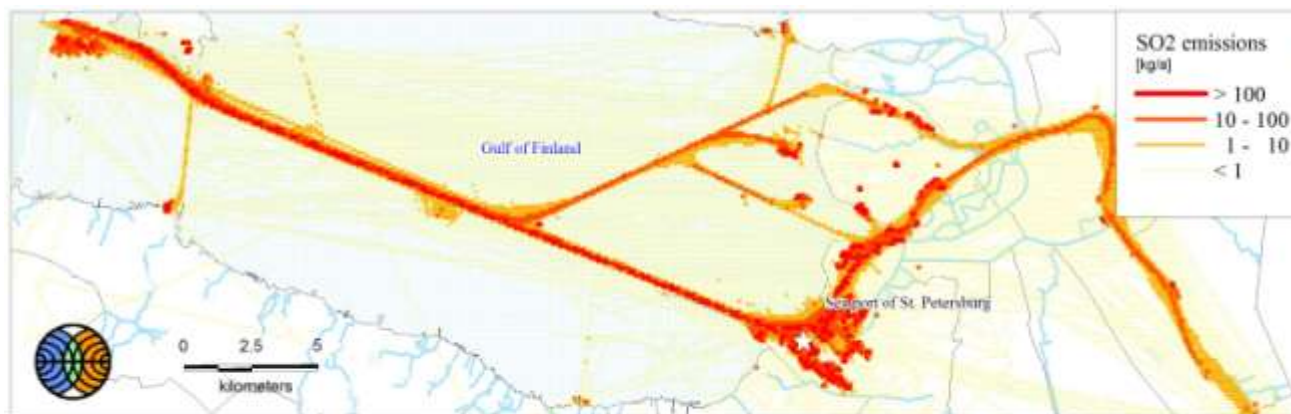 SO2 emissions
[kg/a]
> 100
10 - 100
1 - 10
< 1
Gulf of Finland
Seaport of St. Petersburg
0 2.5 5
kilometers